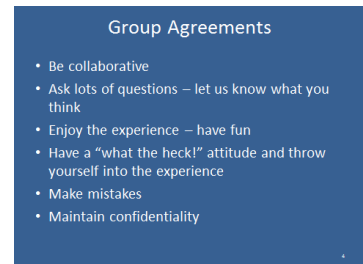 Group Agreements
• Be collaborative
• Ask lots of questions – let us know what you
think
• Enjoy the experience – have fun
• Have a “what the heck!” attitude and throw
yourself into the experience
• Make mistakes
• Maintain confidentiality